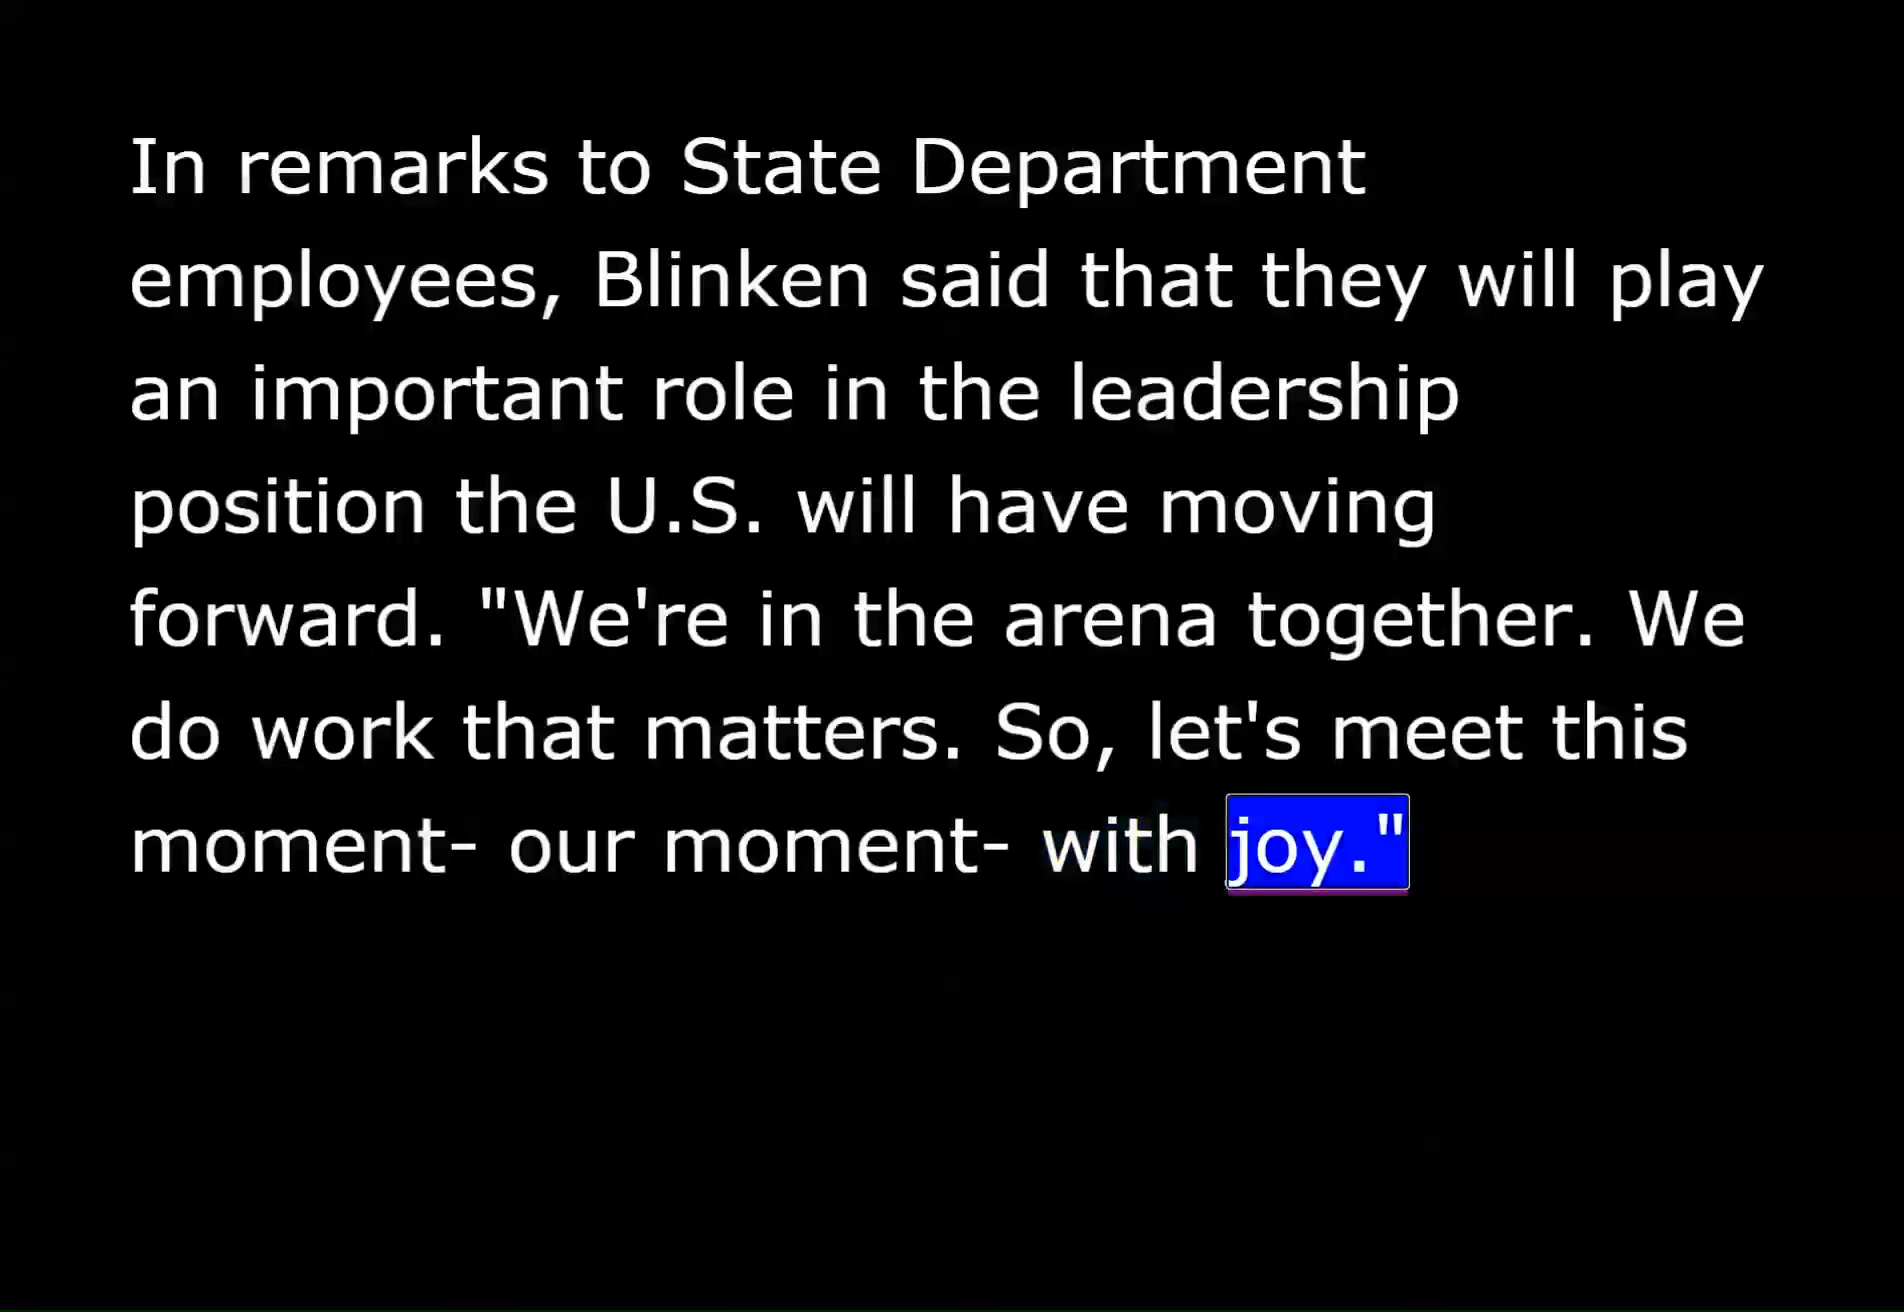 In remarks to State Department
employees, Blinken said that they will play
an important role in the leadership
position the U.S. will have moving
forward. "We're in the arena together. We
do work that matters. So, let's meet this
moment- our moment- with joy."